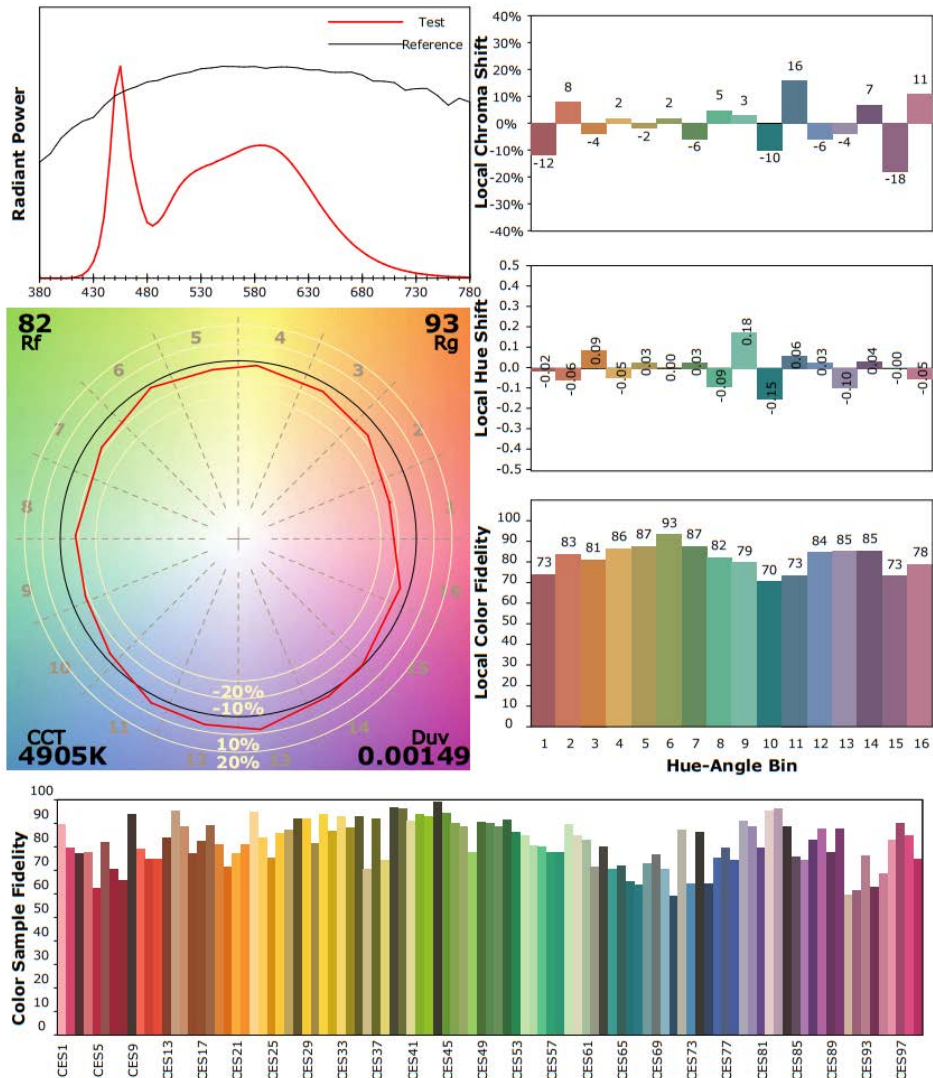 Test
Reference
Radiant Power
380 430 480 530 580 630 680 730 780
Local Chroma Shift
40%
30%
20%
10%
0%
-10%
-20%
-30%
-40%
-12 8 -4 2 -2 2 -6 5 3 -10 16 -6 -4 7 -18 11
82
Rf
93
Rg
1 2 3 4 5 6 7 8 9 10 11 12 13 14 15 16
-20%
-10%
10%
20%
CCT
4905K
Duv
0.00149
Local Hue Shift
0.5
0.4
0.3
0.2
0.1
0.0
-0.1
-0.2
-0.3
-0.4
-0.5
-0.02 -0.06 0.09 -0.05 0.03 0.00 0.03 -0.09 0.18 -0.15 0.06 0.03 -0.10 0.04 -0.00 -0.05
Local Color Fidelity
100
90
80
70
60
50
40
30
20
10
0
73 83 81 86 87 93 87 82 79 70 73 84 85 85 73 78
1 2 3 4 5 6 7 8 9 10 11 12 13 14 15 16
Hue-Angle Bin
Color Sample Fidelity
100
90
80
70
60
50
40
30
20
10
0
CES1 CES5 CES9 CES13 CES17 CES21 CES25 CES29 CES33 CES37 CES41 CES45 CES49 CES53 CES57 CES61 CES65 CES69 CES73 CES77 CES81 CES85 CES89 CES93 CES97